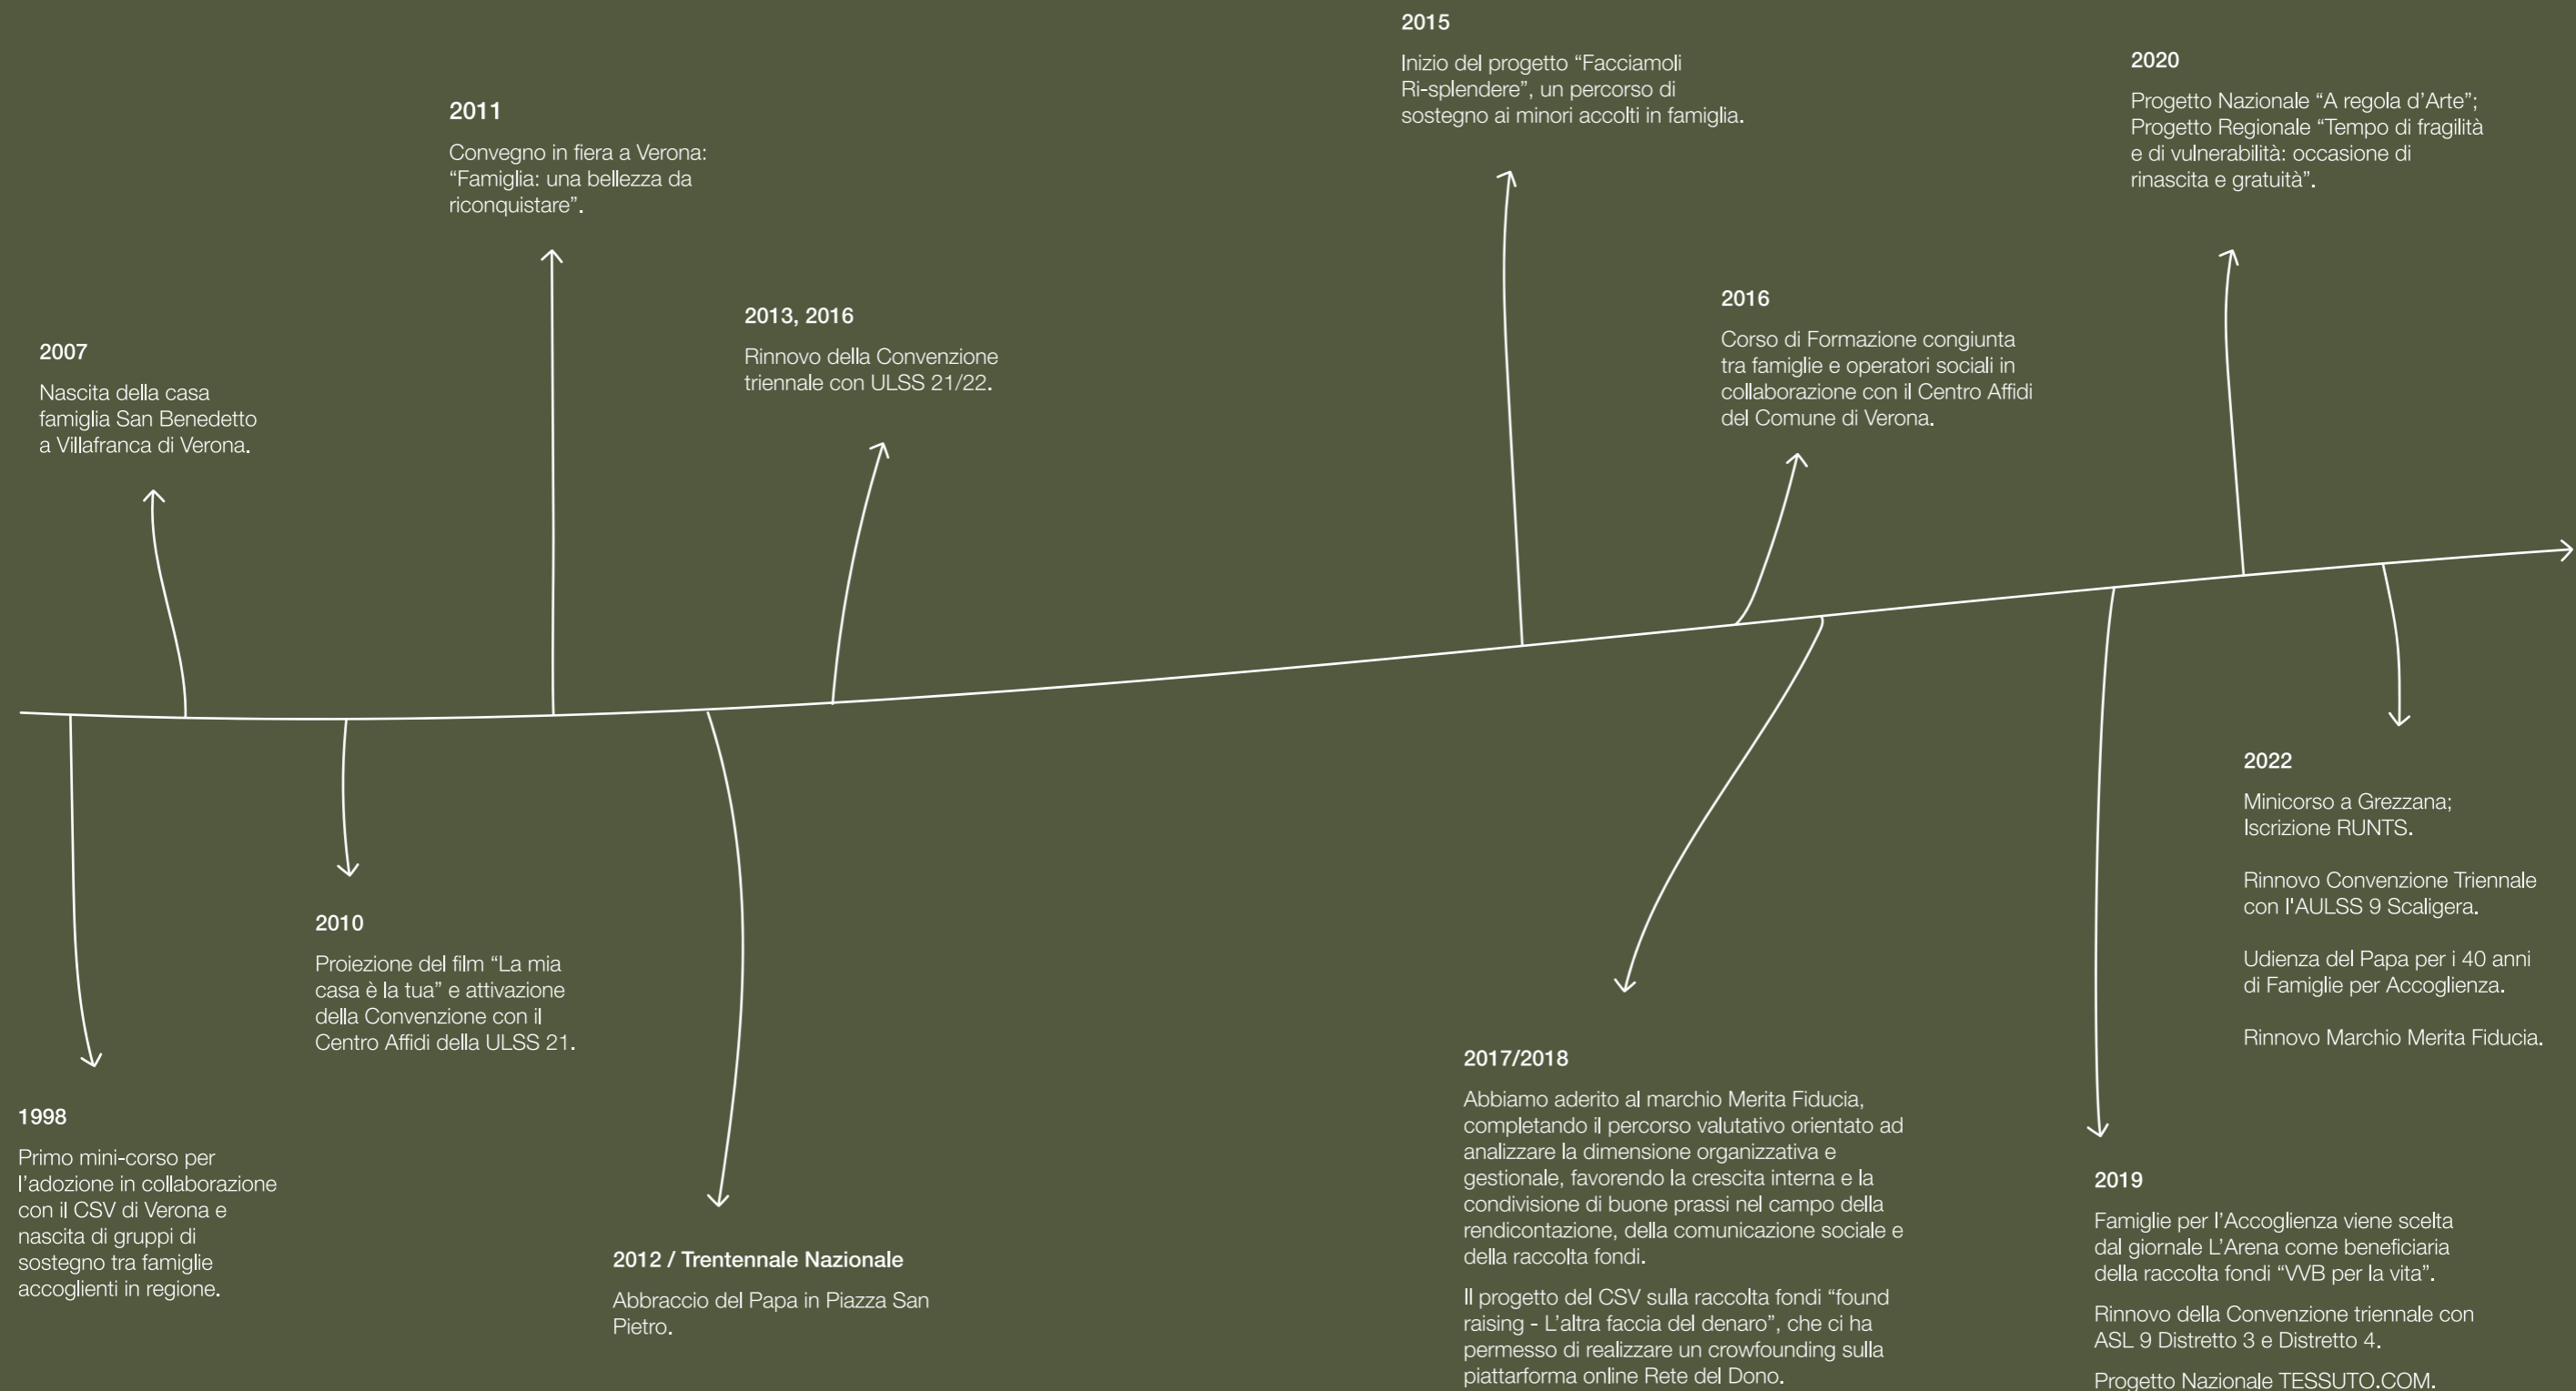 1998
Primo mini-corso per
l’adozione in collaborazione
con il CSV di Verona e
nascita di gruppi di
sostegno tra famiglie
accoglienti in regione.
2007
Nascita della casa
famiglia San Benedetto
a Villafranca di Verona.
2010
Proiezione del film “La mia
casa è la tua” e attivazione
della Convenzione con il
Centro Affidi della ULSS 21.
2011
Convegno in fiera a Verona:
“Famiglia: una bellezza da
riconquistare”.
2012 / Trentennale Nazionale
Abbraccio del Papa in Piazza San
Pietro.
2013, 2016
Rinnovo della Convenzione
triennale con ULSS 21/22.
2015
Inizio del progetto “Facciamoli
Ri-splendere”, un percorso di
sostegno ai minori accolti in famiglia.
2016
Corso di Formazione congiunta
tra famiglie e operatori sociali in
collaborazione con il Centro Affidi
del Comune di Verona.
2017/2018
Abbiamo aderito al marchio Merita Fiducia,
completando il percorso valutativo orientato ad
analizzare la dimensione organizzativa e
gestionale, favorendo la crescita interna e la
condivisione di buone prassi nel campo della
rendicontazione, della comunicazione sociale e
della raccolta fondi.
Il progetto del CSV sulla raccolta fondi “found
raising - L’altra faccia del denaro”, che ci ha
permesso di realizzare un crowfounding sulla
piattaforma online Rete del Dono.
2019
Famiglie per l’Accoglienza viene scelta
dal giornale L’Arena come beneficiaria
della raccolta fondi “VVB per la vita”.
Rinnovo della Convenzione triennale con
ASL 9 Distretto 3 e Distretto 4.
Progetto Nazionale TESSUTO.COM.
2020
Progetto Nazionale “A regola d’Arte”;
Progetto Regionale “Tempo di fragilità
e di vulnerabilità: occasione di
rinascita e gratuità”.
2022
Minicorso a Grezzana;
Iscrizione RUNTS.
Rinnovo Convenzione Triennale
con l'AULSS 9 Scaligera.
Udienza del Papa per i 40 anni
di Famiglie per Accoglienza.
Rinnovo Marchio Merita Fiducia.